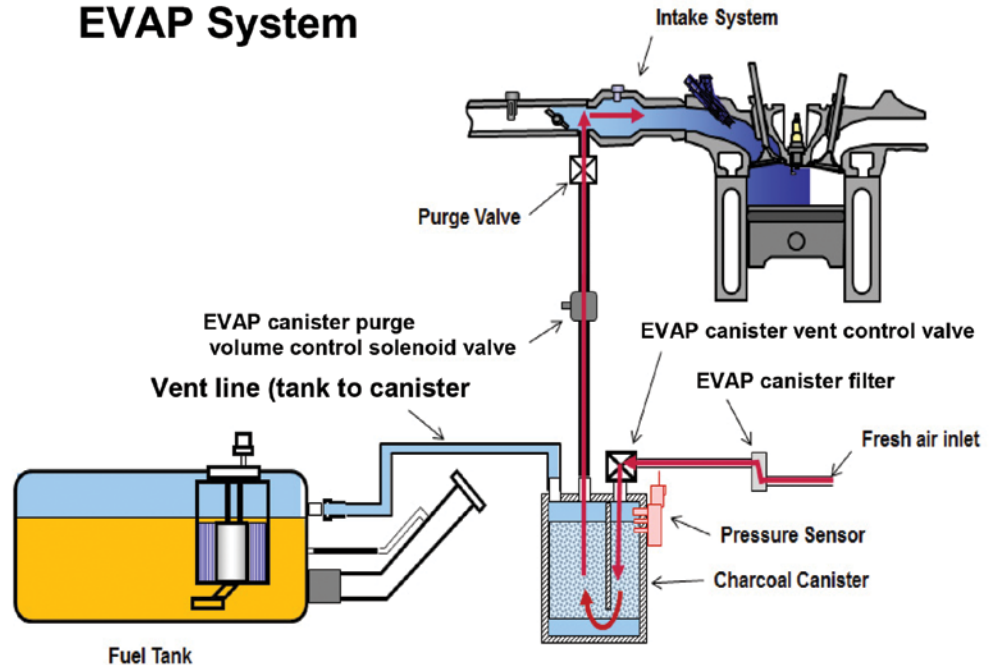 EVAP System
Intake System
Purge Valve
EVAP canister purge
volume control solenoid valve
EVAP canister vent control valve
Vent line (tank to canister
EVAP canister filter
Fresh air inlet
Pressure Sensor
Charcoal Canister
Fuel Tank